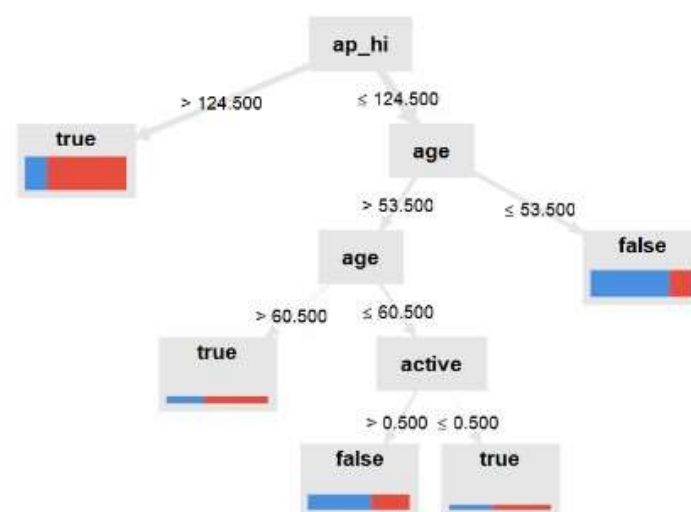 ap_hi
> 124.500
≤ 124.500
true
age
> 53.500
≤ 53.500
age
false
> 60.500
≤ 60.500
true
active
> 0.500
≤ 0.500
false
true